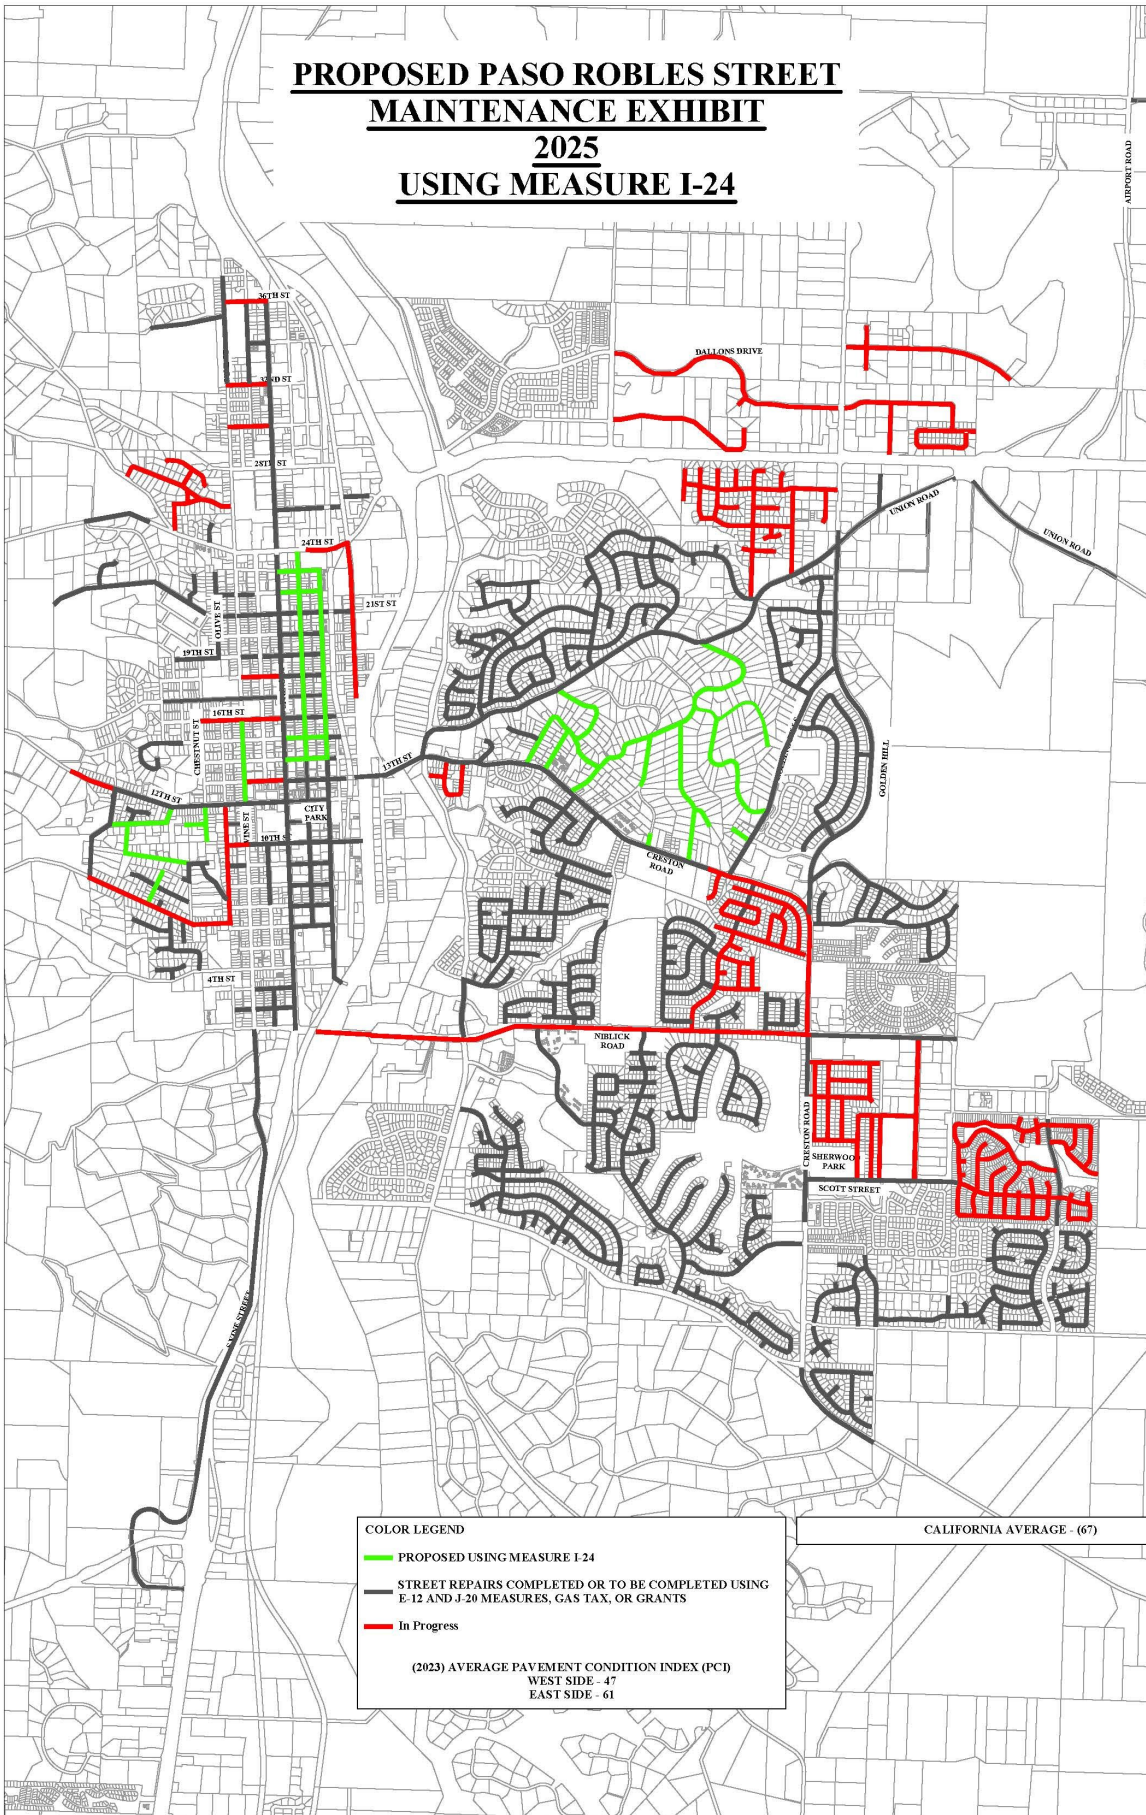 PROPOSED PASO ROBLES STREET
MAINTENANCE EXHIBIT
2025
USING MEASURE I-24
AIRPORT ROAD
36TH ST
DALLONS DRIVE
32ND ST
28TH ST
UNION ROAD
UNION ROAD
24TH ST
21ST ST
OLIVE ST
19TH ST
16TH ST
CHESTNUT ST
13TH ST
GOLDEN HILL
12TH ST
CITY
PARK
VINE ST
10TH ST
CRESTON
ROAD
4TH ST
NIBLICK
ROAD
CRESTON ROAD
SHERWOOD
PARK
SCOTT STREET
S VINE STREET
COLOR LEGEND
PROPOSED USING MEASURE I-24
STREET REPAIRS COMPLETED OR TO BE COMPLETED USING
E-12 AND J-20 MEASURES, GAS TAX, OR GRANTS
In Progress
(2023) AVERAGE PAVEMENT CONDITION INDEX (PCI)
WEST SIDE - 47
EAST SIDE - 61
CALIFORNIA AVERAGE - (67)